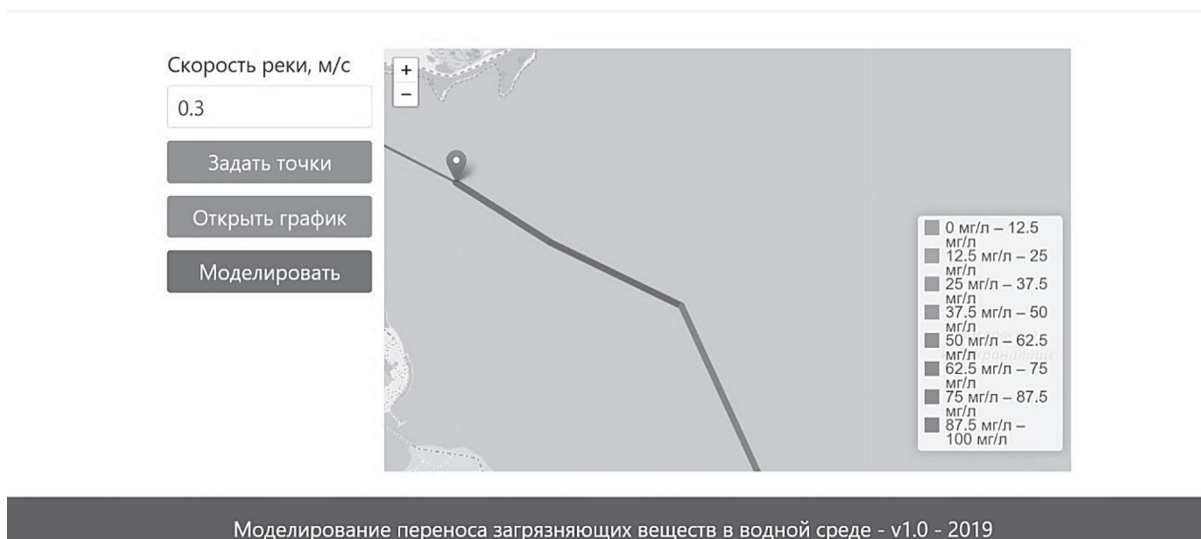 Скорость реки, м/с
0.3
Задать точки
Открыть график
Моделировать
+
−
0 мг/л – 12.5
мг/л
12.5 мг/л – 25
мг/л
25 мг/л – 37.5
мг/л
37.5 мг/л – 50
мг/л
50 мг/л – 62.5
мг/л
62.5 мг/л – 75
мг/л
75 мг/л – 87.5
мг/л
87.5 мг/л –
100 мг/л
Моделирование переноса загрязняющих веществ в водной среде - v1.0 - 2019